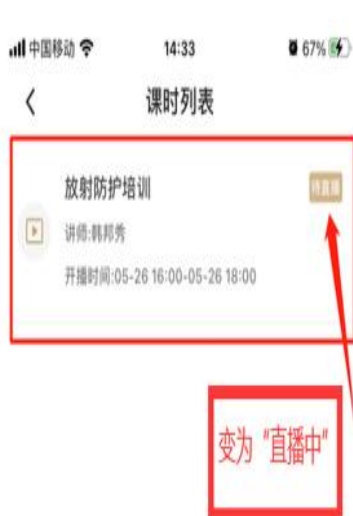 中国移动 14:33 67%
课时列表
放射防护培训 待直播
讲师:韩邦秀
开播时间:05-26 16:00-05-26 18:00
变为“直播中”